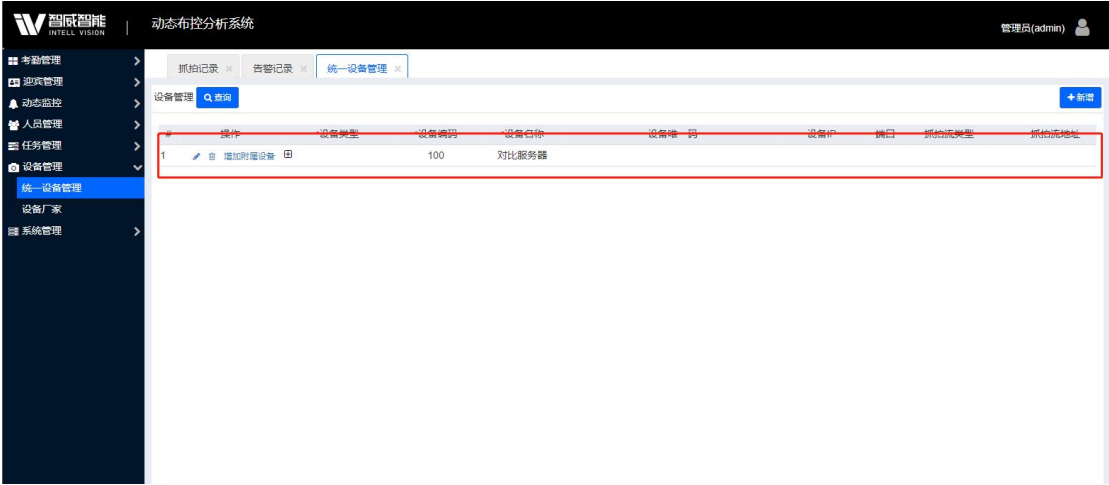 智威智能
INTELL VISION
|
动态布控分析系统
管理员(admin)
考勤管理
迎宾管理
动态监控
人员管理
任务管理
设备管理
统一设备管理
设备厂家
系统管理
抓拍记录 × 告警记录 × 统一设备管理 ×
设备管理 查询 +新增
# 操作 *设备类型 *设备编码 *设备名称 设备唯一码 设备IP 端口 抓拍流类型 抓拍流地址
1 增加附属设备 100 对比服务器